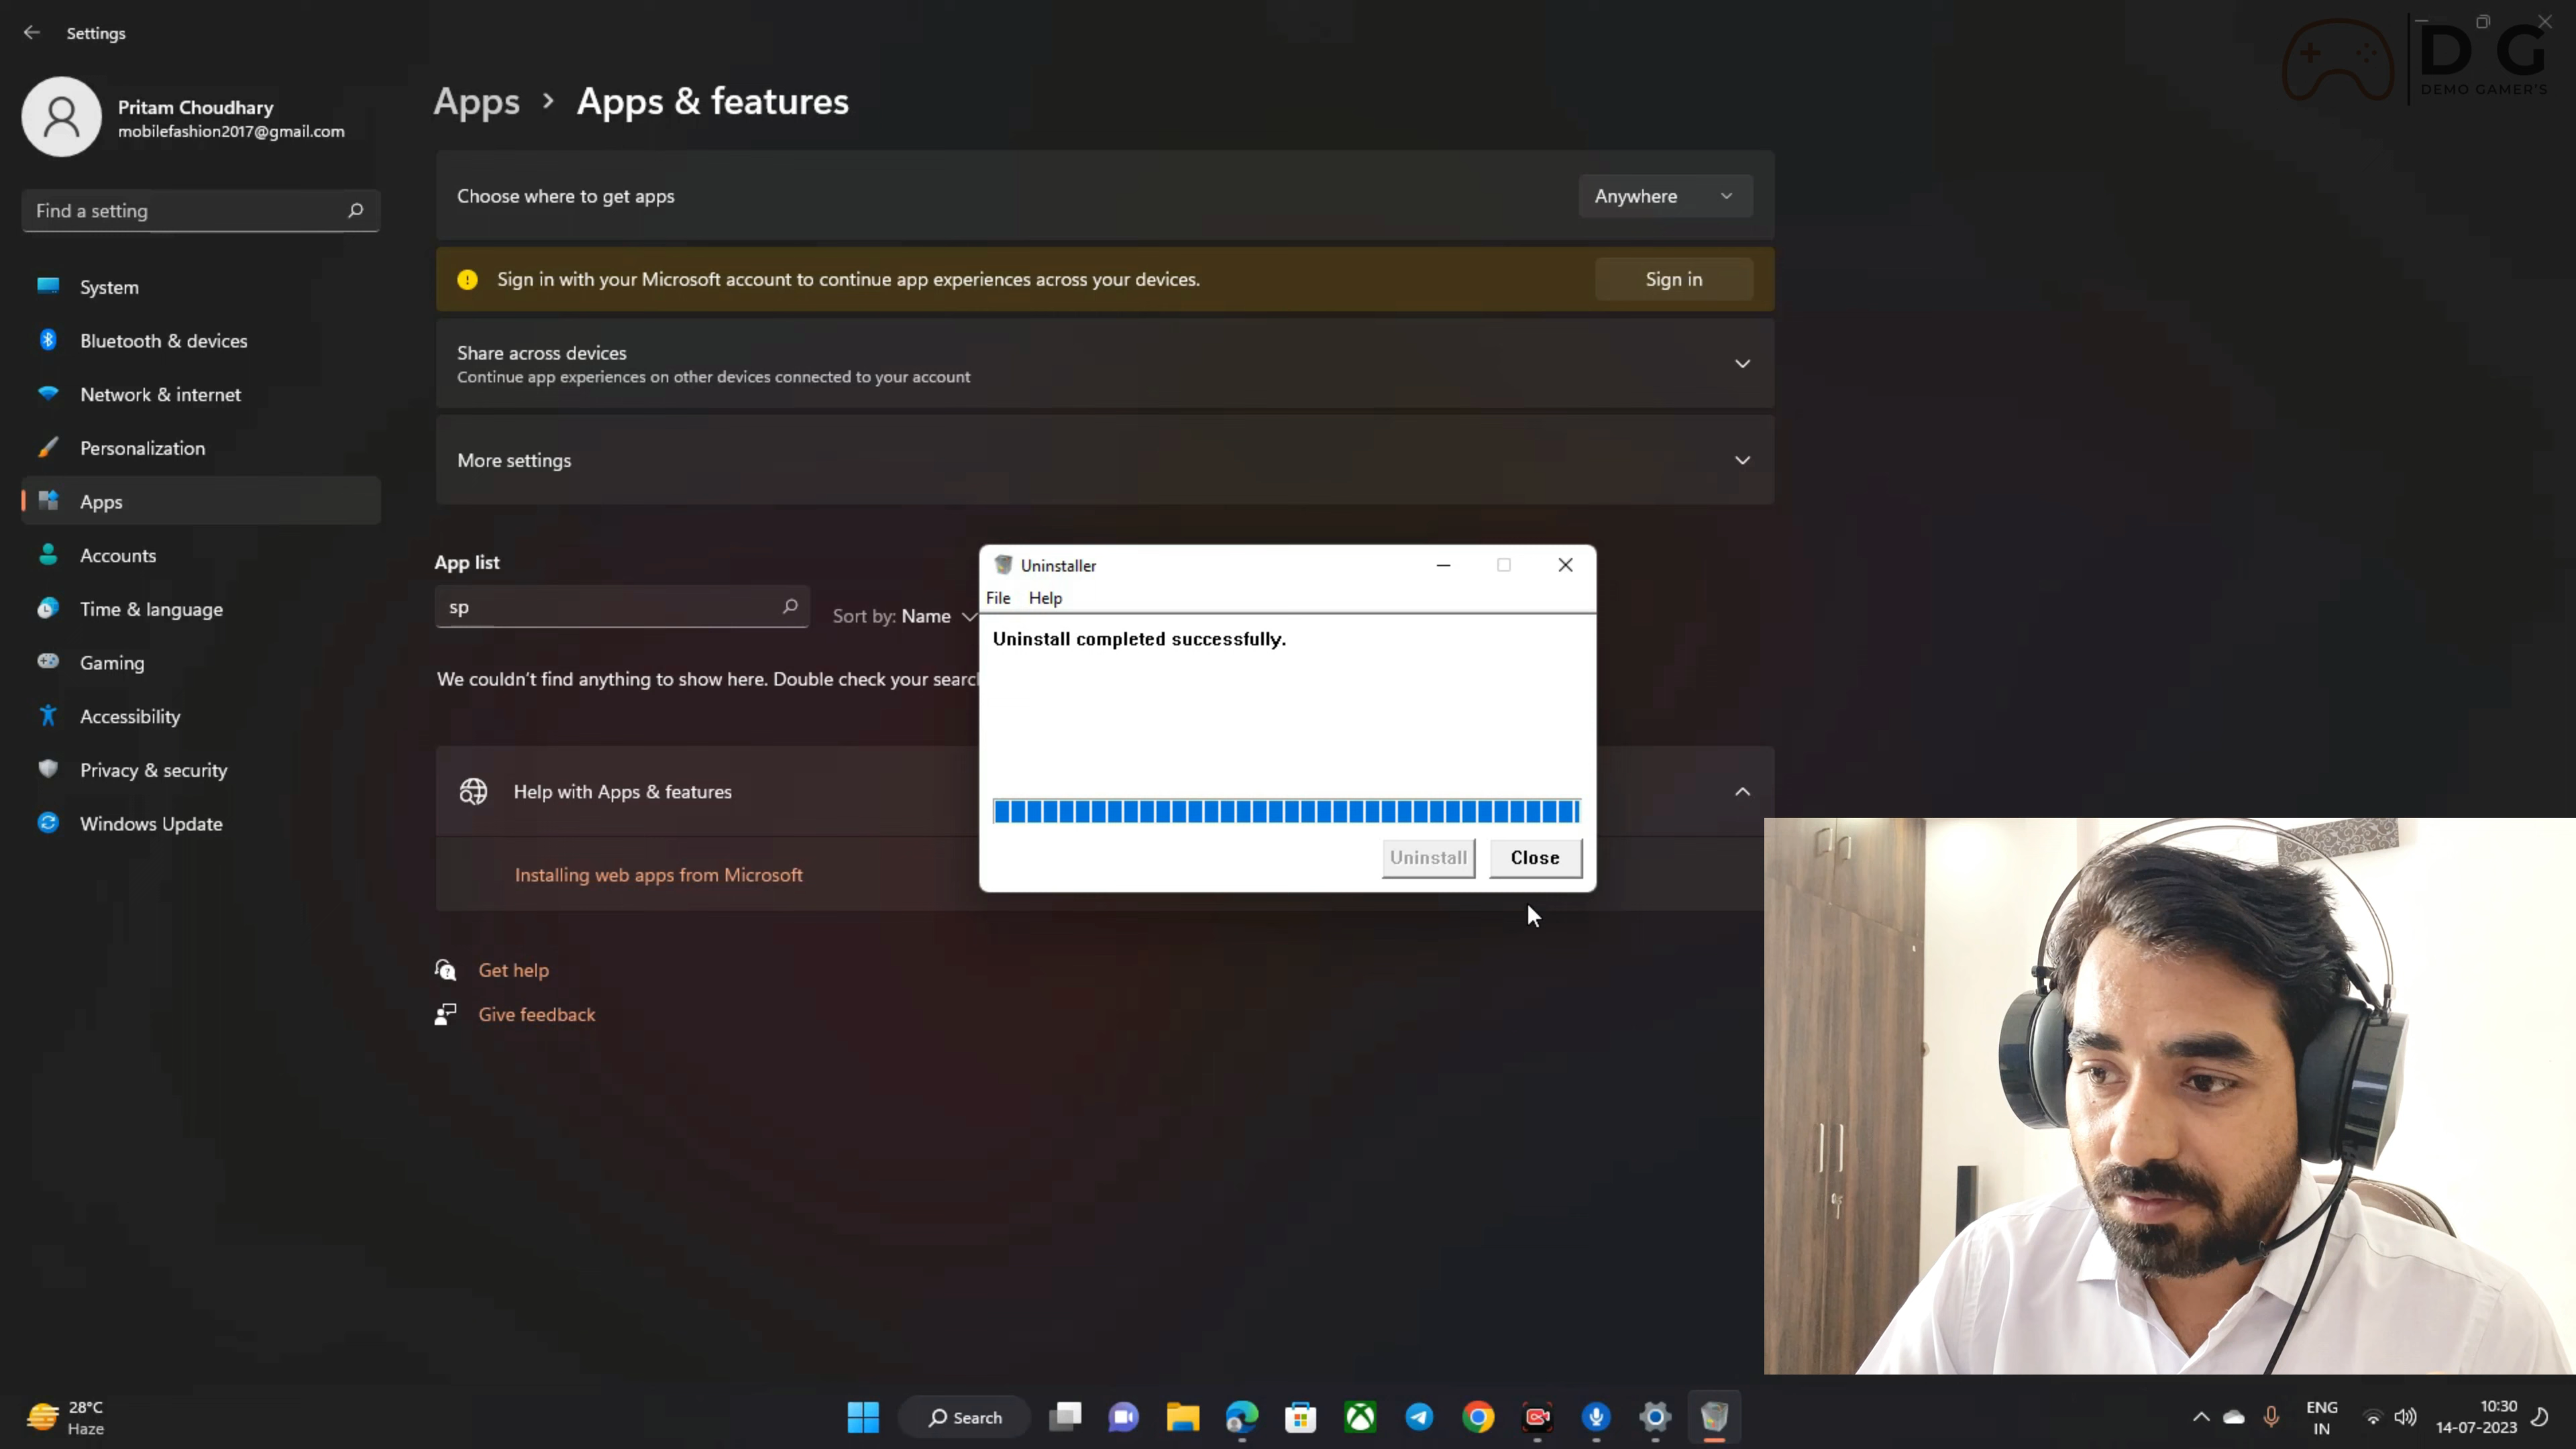 Settings
Pritam Choudhary
mobilefashion2017@gmail.com
Find a setting
System
Bluetooth & devices
Network & internet
Personalization
Apps
Accounts
Time & language
Gaming
Accessibility
Privacy & security
Windows Update
DG
DEMO GAMER'S
Apps > Apps & features
Choose where to get apps
Anywhere
Sign in with your Microsoft account to continue app experiences across your devices.
Sign in
Share across devices
Continue app experiences on other devices connected to your account
More settings
App list
sp
Sort by: Name
We couldn't find anything to show here. Double check your
Help with Apps & features
Installing web apps from Microsoft
Get help
Give feedback
Uninstaller
File Help
Uninstall completed successfully.
Uninstall
Close
28°C
Haze
Search
ENG
IN
10:30
14-07-2023